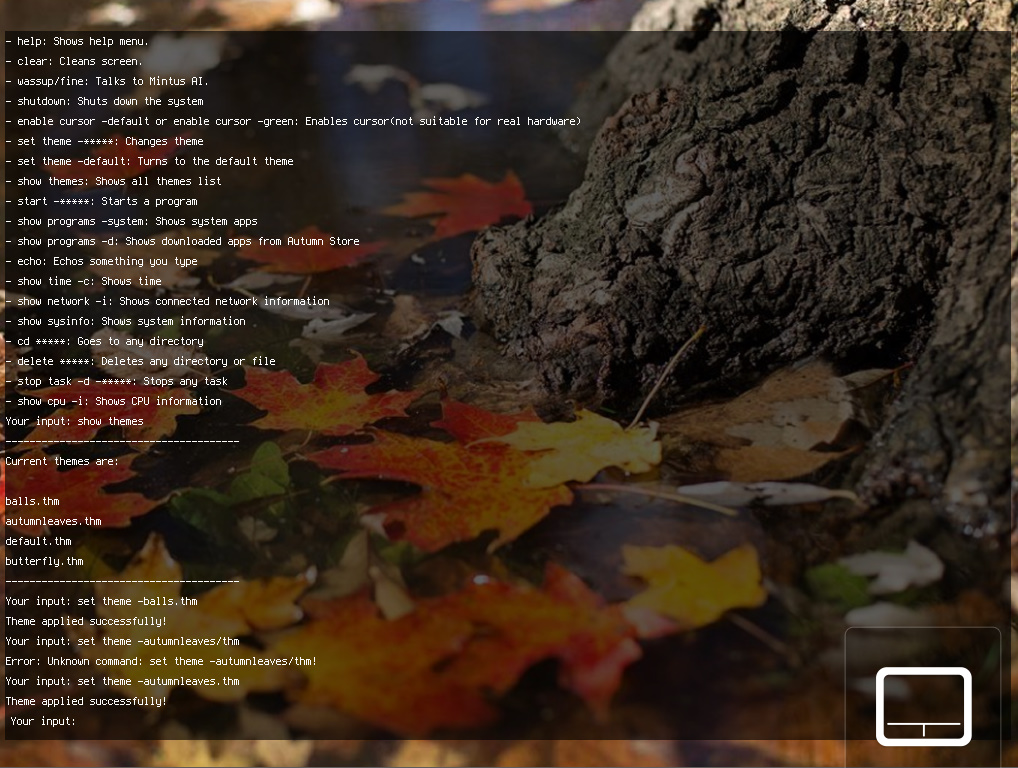 - help: Shows help menu.
- clear: Cleans screen.
- wassup/fine: Talks to Mintus AI.
- shutdown: Shuts down the system
- enable cursor -default or enable cursor -green: Enables cursor(not suitable for real hardware)
- set theme -*****: Changes theme
- set theme -default: Turns to the default theme
- show themes: Shows all themes list
- start -*****: Starts a program
- show programs -system: Shows system apps
- show programs -d: Shows downloaded apps from Autumn Store
- echo: Echos something you type
- show time -c: Shows time
- show network -i: Shows connected network information
- show sysinfo: Shows system information
- cd *****: Goes to any directory
- delete *****: Deletes any directory or file
- stop task -d -*****: Stops any task
- show cpu -i: Shows CPU information
Your input: show themes
---------------------------------------
Current themes are:
balls.thm
autumnleaves.thm
default.thm
butterfly.thm
---------------------------------------
Your input: set theme -balls.thm
Theme applied successfully!
Your input: set theme -autumnleaves/thm
Error: Unknown command: set theme -autumnleaves/thm!
Your input: set theme -autumnleaves.thm
Theme applied successfully!
Your input: